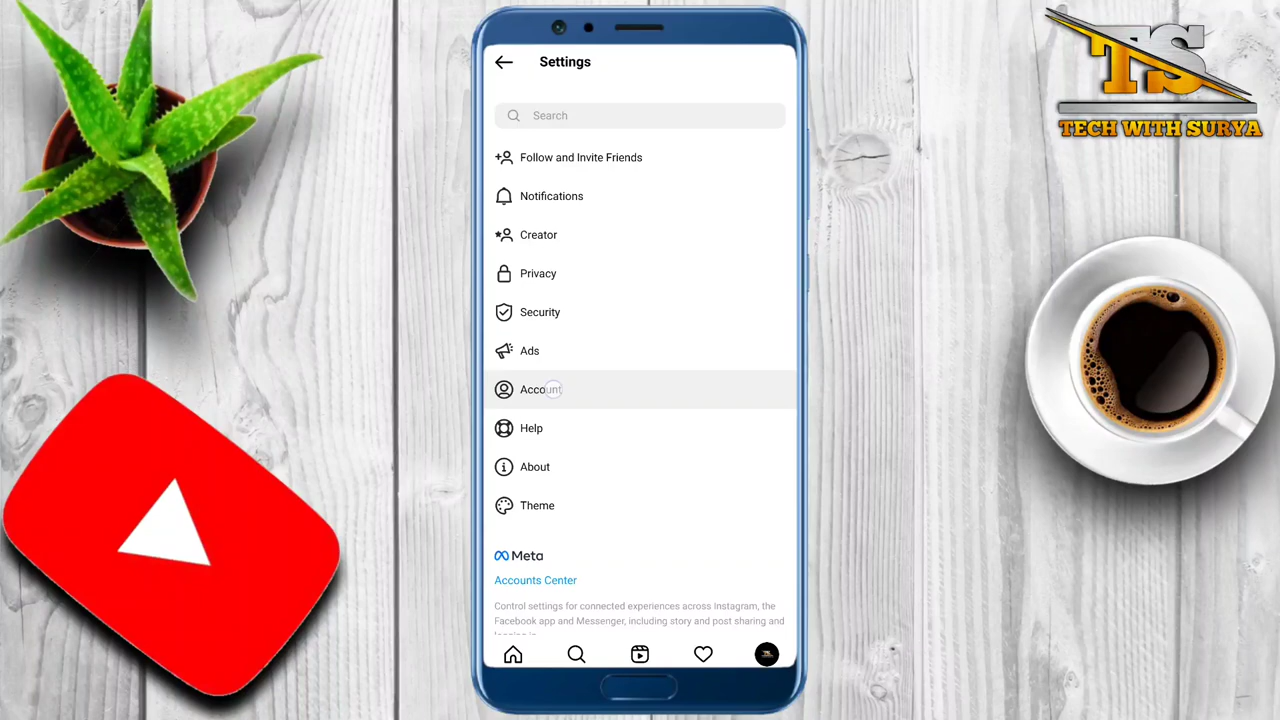 Settings
Search
Follow and Invite Friends
Notifications
Creator
Privacy
Security
Ads
Account
Help
About
Theme
Meta
Accounts Center
Control settings for connected experiences across Instagram, the
Facebook app and Messenger, including story and post sharing and
logging in.
TS
TECH WITH SURYA